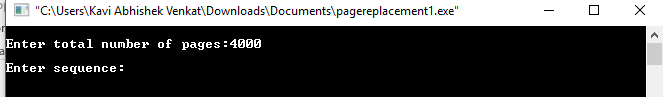 "C:\Users\Kavi Abhishek Venkat\Downloads\Documents\pagereplacement1.exe"
Enter total number of pages:4000
Enter sequence: